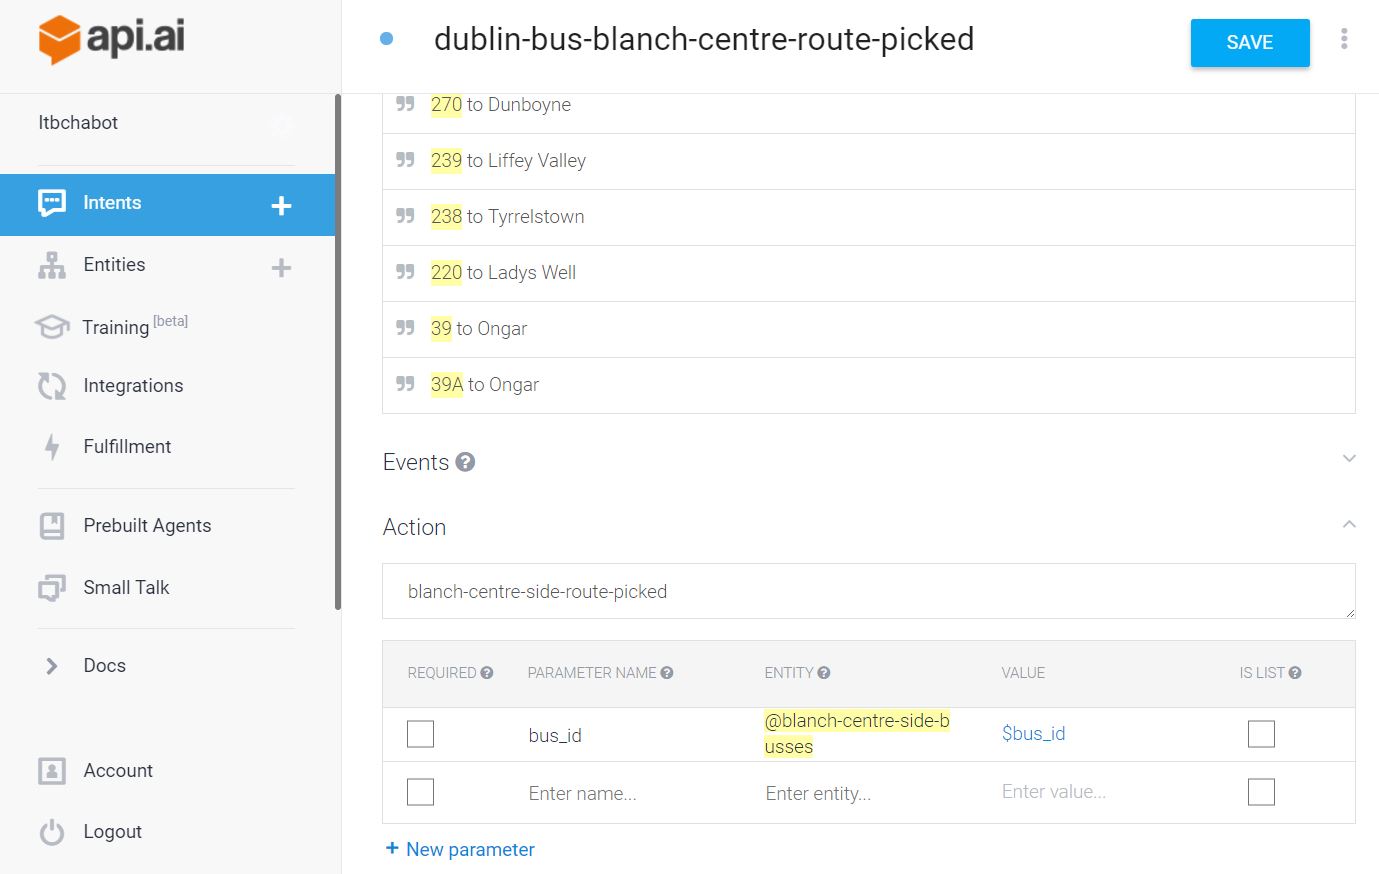 api.ai
dublin-bus-blanch-centre-route-picked
SAVE
Itbchabot
Intents
Entities
Training [beta]
Integrations
Fulfillment
Prebuilt Agents
Small Talk
Docs
Account
Logout
270 to Dunboyne
239 to Liffey Valley
238 to Tyrrelstown
220 to Ladys Well
39 to Ongar
39A to Ongar
Events
Action
blanch-centre-side-route-picked
REQUIRED PARAMETER NAME ENTITY VALUE IS LIST
bus_id @blanch-centre-side-b $bus_id
usses
Enter name... Enter entity... Enter value...
+ New parameter